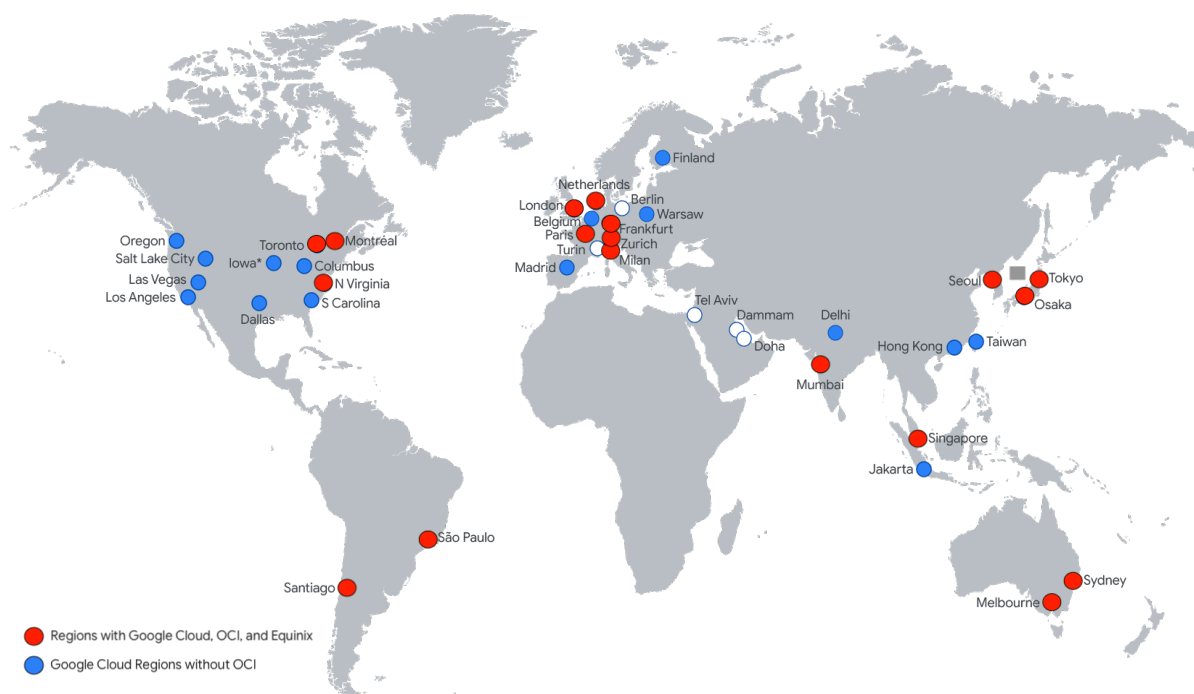 Finland
Netherlands
London
Berlin
Belgium
Warsaw
Paris
Frankfurt
Turin
Zurich
Milan
Madrid
Oregon
Toronto
Montréal
Salt Lake City
Iowa*
Columbus
Las Vegas
N Virginia
Los Angeles
S Carolina
Dallas
Seoul
Tokyo
Osaka
Tel Aviv
Dammam
Delhi
Doha
Hong Kong
Taiwan
Mumbai
Singapore
Jakarta
São Paulo
Santiago
Sydney
Melbourne
Regions with Google Cloud, OCI, and Equinix
Google Cloud Regions without OCI